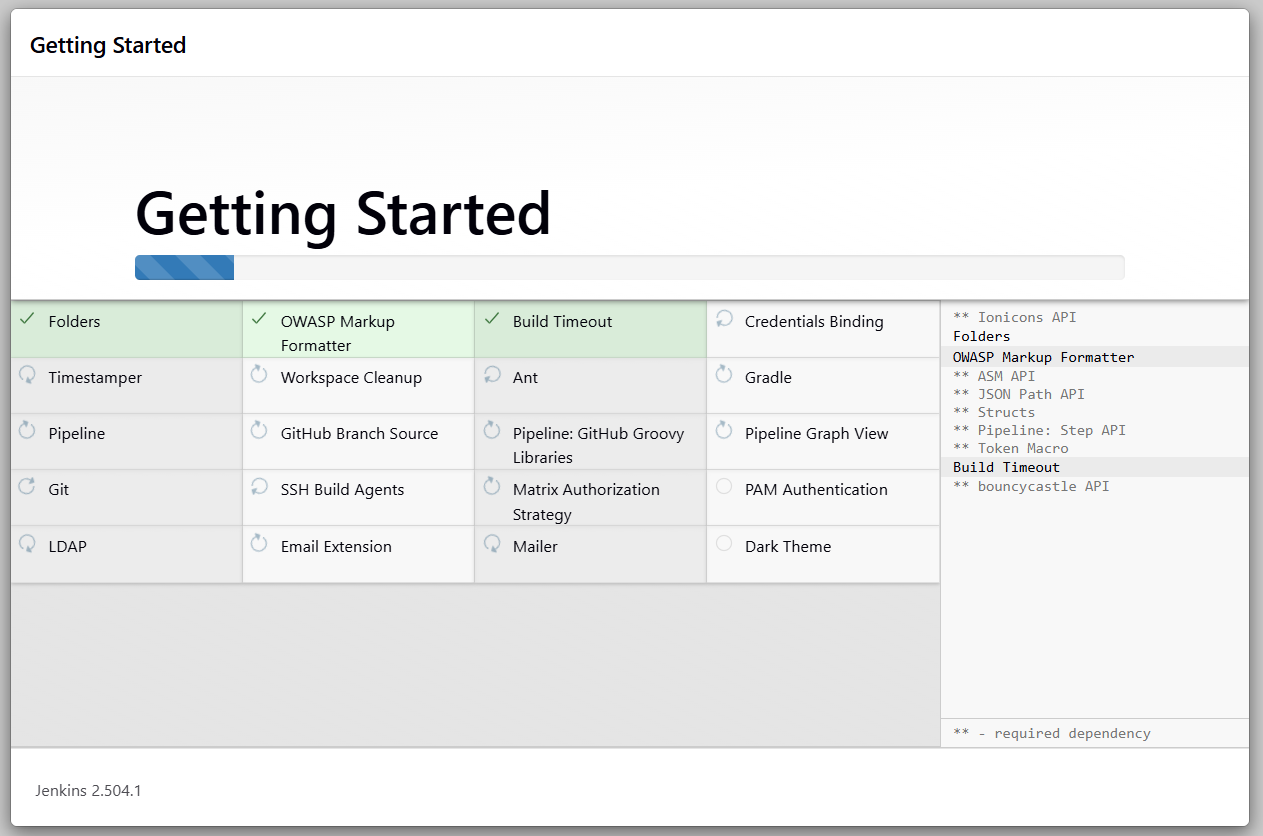 Getting Started
Getting Started
Folders
OWASP Markup
Formatter
Build Timeout
Credentials Binding
Timestamper
Workspace Cleanup
Ant
Gradle
Pipeline
GitHub Branch Source
Pipeline: GitHub Groovy
Libraries
Pipeline Graph View
Git
SSH Build Agents
Matrix Authorization
Strategy
PAM Authentication
LDAP
Email Extension
Mailer
Dark Theme
** Ionicons API
Folders
OWASP Markup Formatter
** ASM API
** JSON Path API
** Structs
** Pipeline: Step API
** Token Macro
Build Timeout
** bouncycastle API
** - required dependency
Jenkins 2.504.1